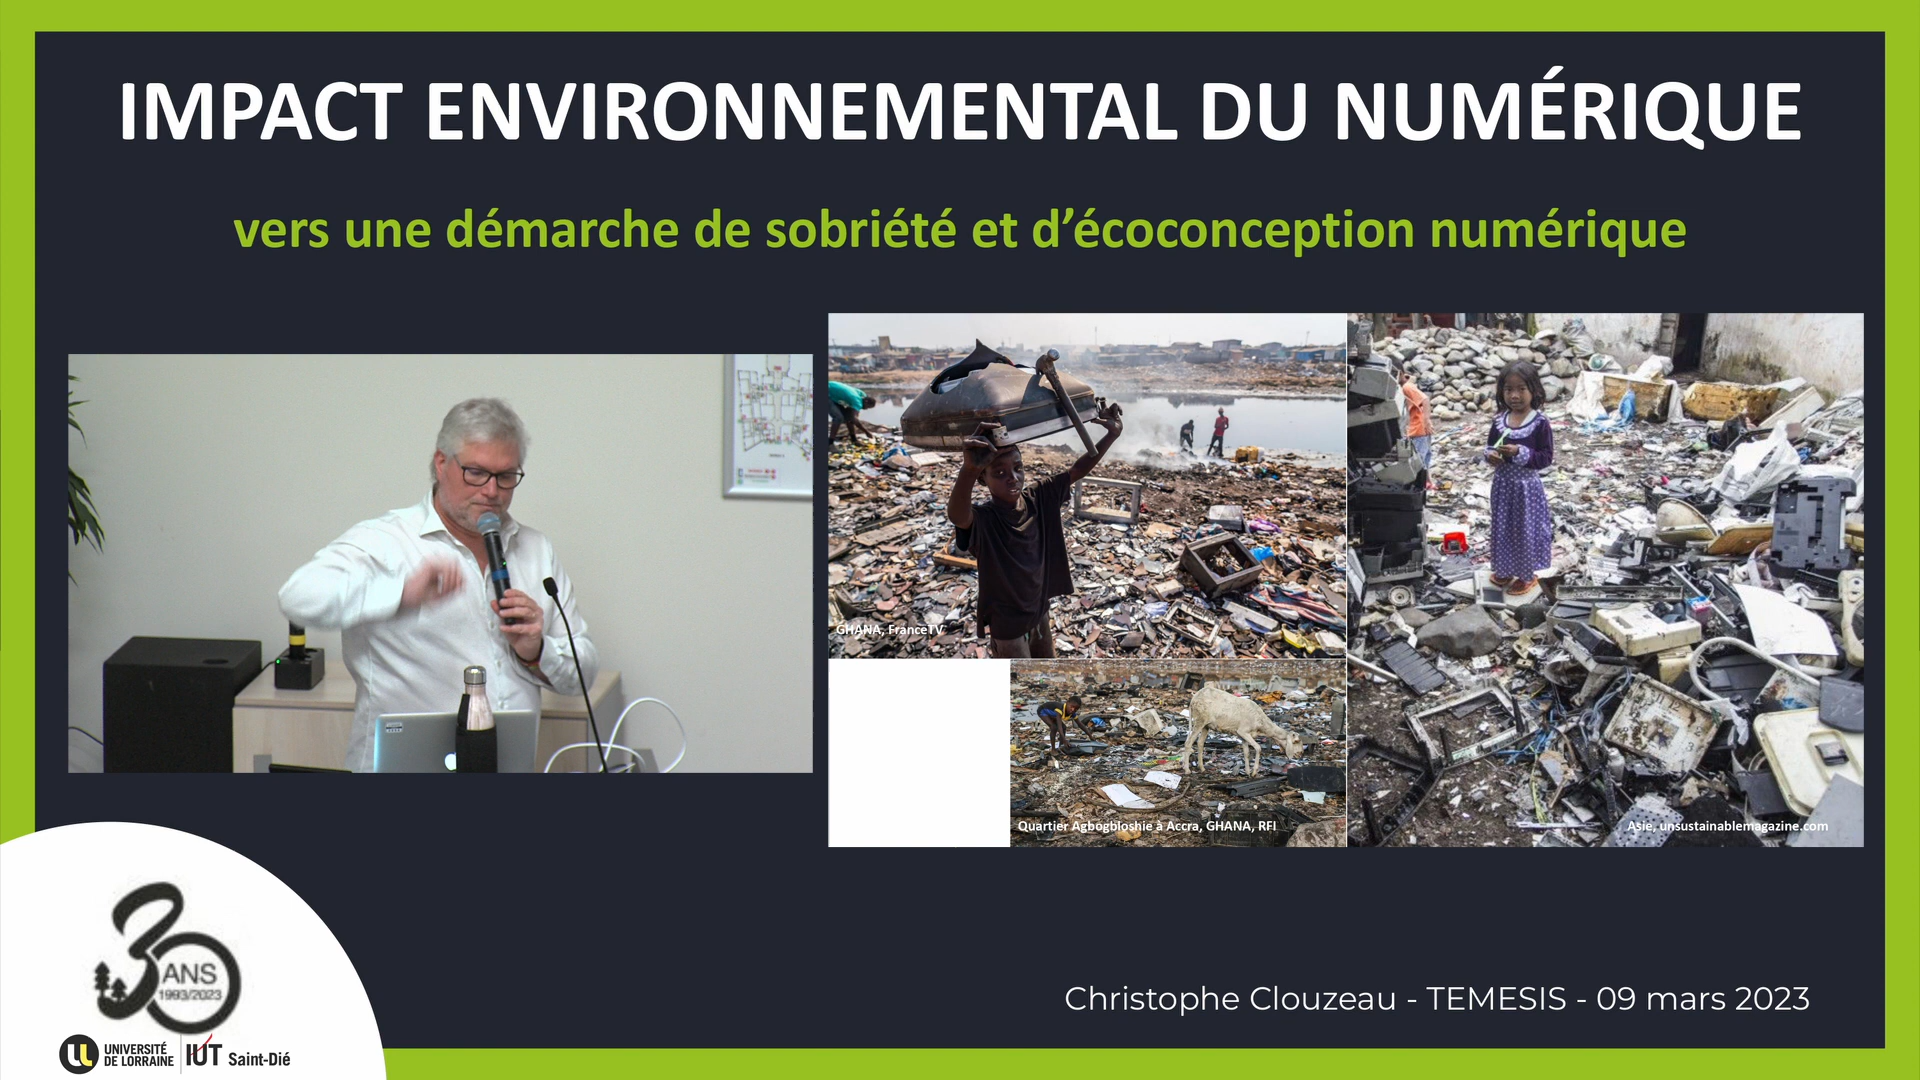 IMPACT ENVIRONNEMENTAL DU NUMÉRIQUE
vers une démarche de sobriété et d’écoconception numérique
GHANA, FranceTV
Quartier Agbogbloshie à Accra, GHANA, RFI
Asie, unsustainablemagazine.com
30
ANS
1993/2023
UNIVERSITÉ
DE LORRAINE
IUT Saint-Dié
Christophe Clouzeau - TEMESIS - 09 mars 2023